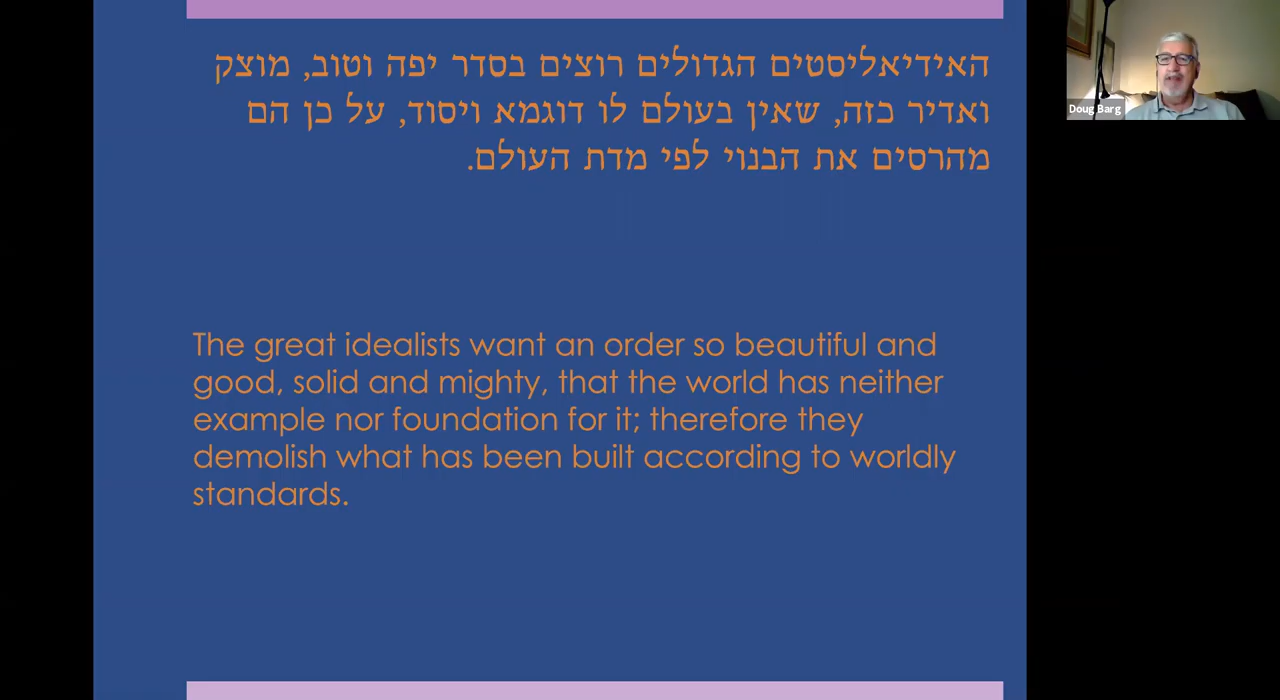 האידיאליסטים הגדולים רוצים בסדר יפה וטוב, מוצק
ואדיר כזה, שאין בעולם לו דוגמא ויסוד, על כן הם
מהרסים את הבנוי לפי מדת העולם.
The great idealists want an order so beautiful and
good, solid and mighty, that the world has neither
example nor foundation for it; therefore they
demolish what has been built according to worldly
standards.
Doug Barg